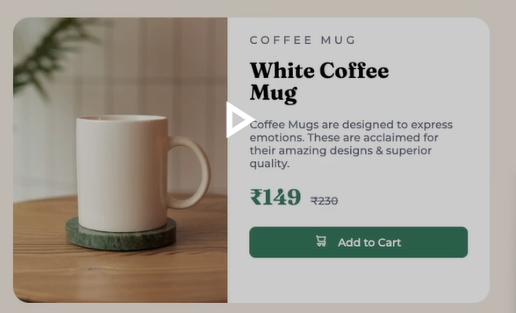 COFFEE MUG
White Coffee
Mug
Coffee Mugs are designed to express
emotions. These are acclaimed for
their amazing designs & superior
quality.
₹149 ₹230
Add to Cart